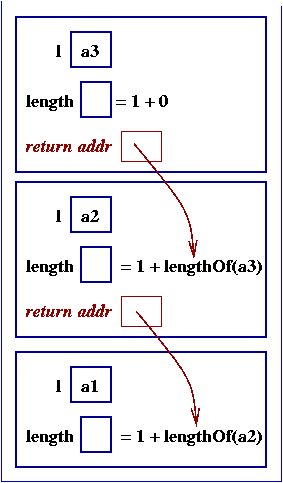 l a3
length = 1 + 0
return addr
l a2
length = 1 + lengthOf(a3)
return addr
l a1
length = 1 + lengthOf(a2)